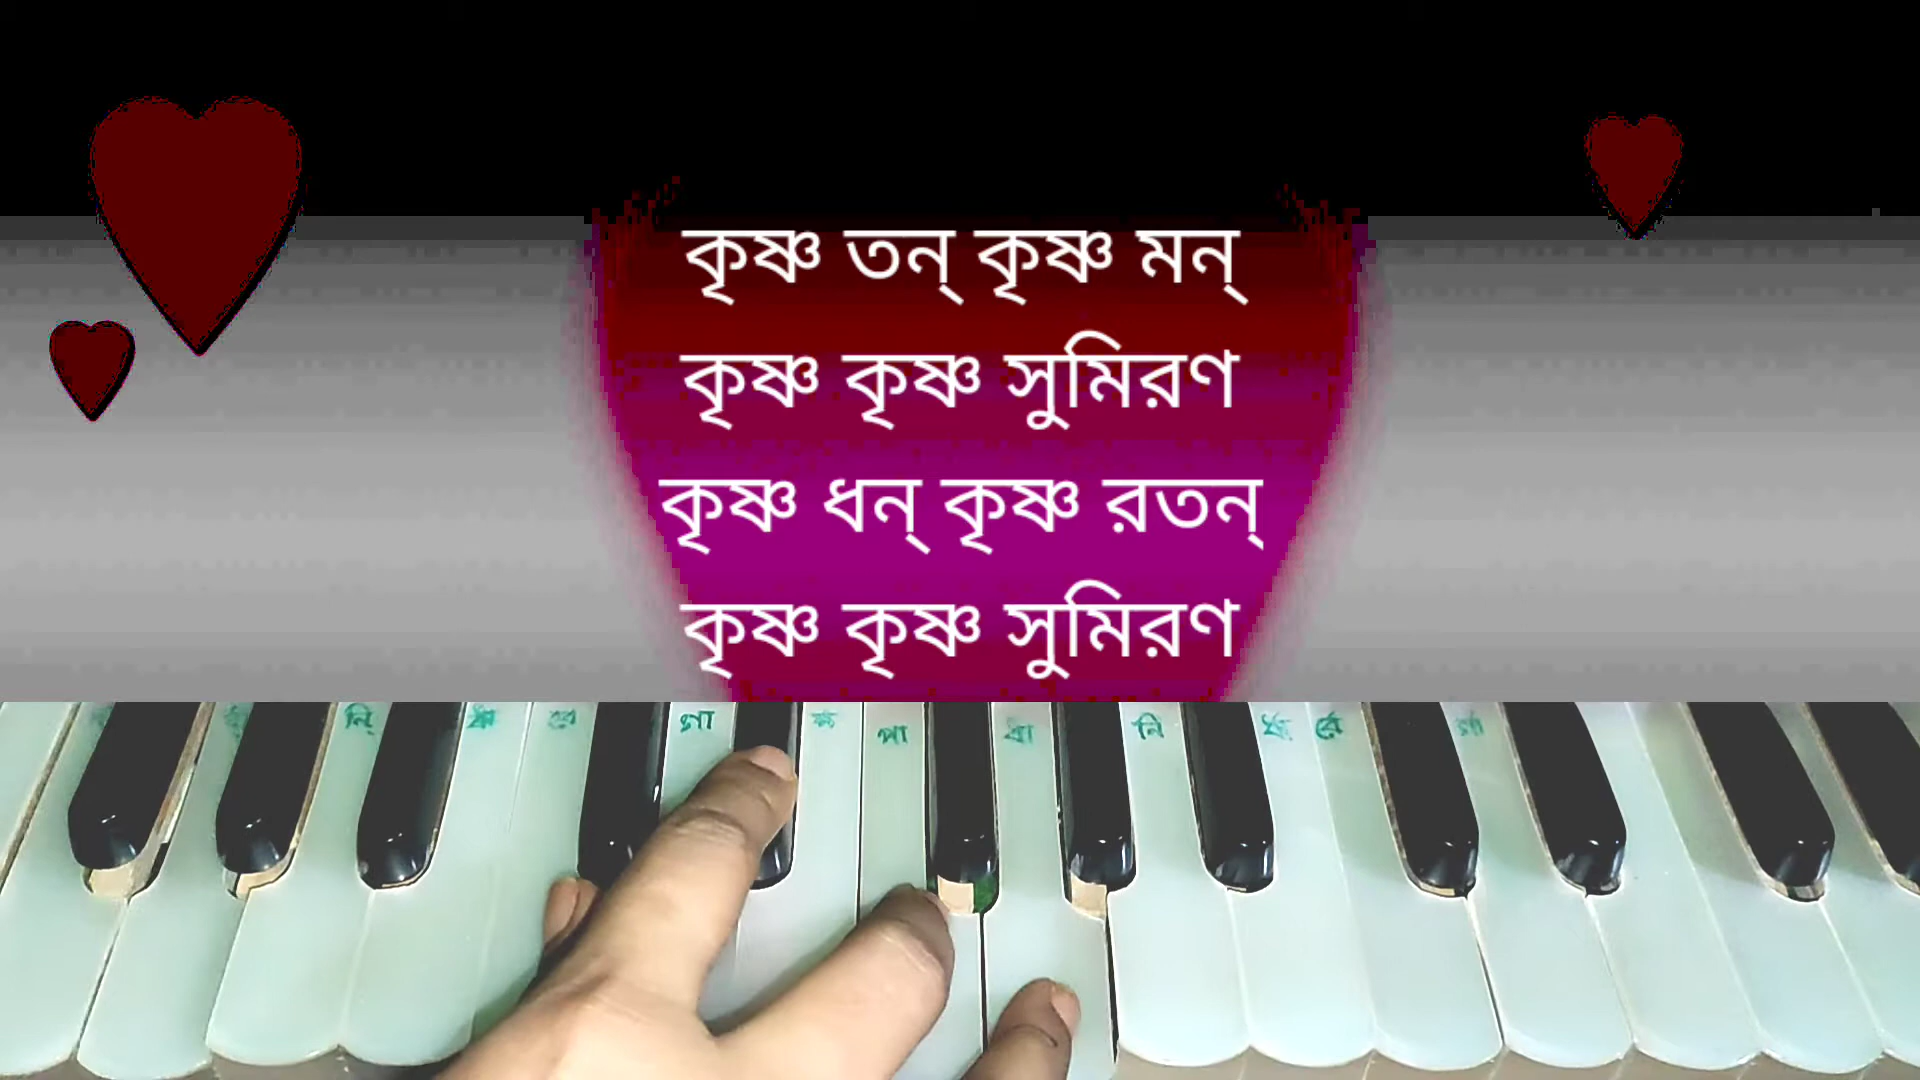 কৃষ্ণ তন্ কৃষ্ণ মন্
কৃষ্ণ কৃষ্ণ সুমিরণ
কৃষ্ণ ধন্ কৃষ্ণ রতন্
কৃষ্ণ কৃষ্ণ সুমিরণ
নি রে গা পা ধা নি রে